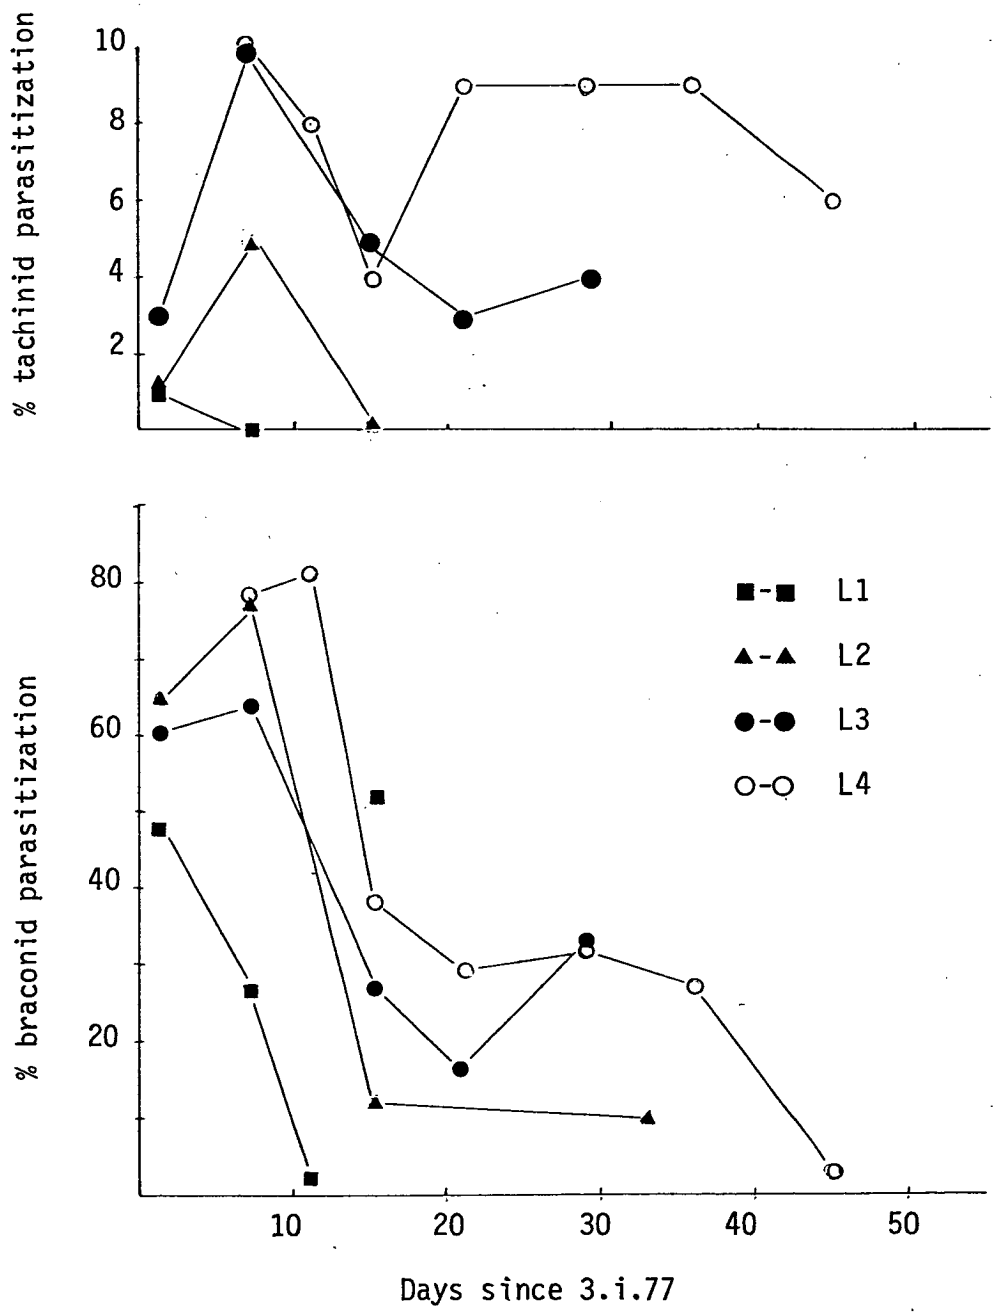 % tachinid parasitization
10
8
6
4
2
% braconid parasitization
80
60
40
20
L1
L2
L3
L4
10 20 30 40 50
Days since 3.i.77